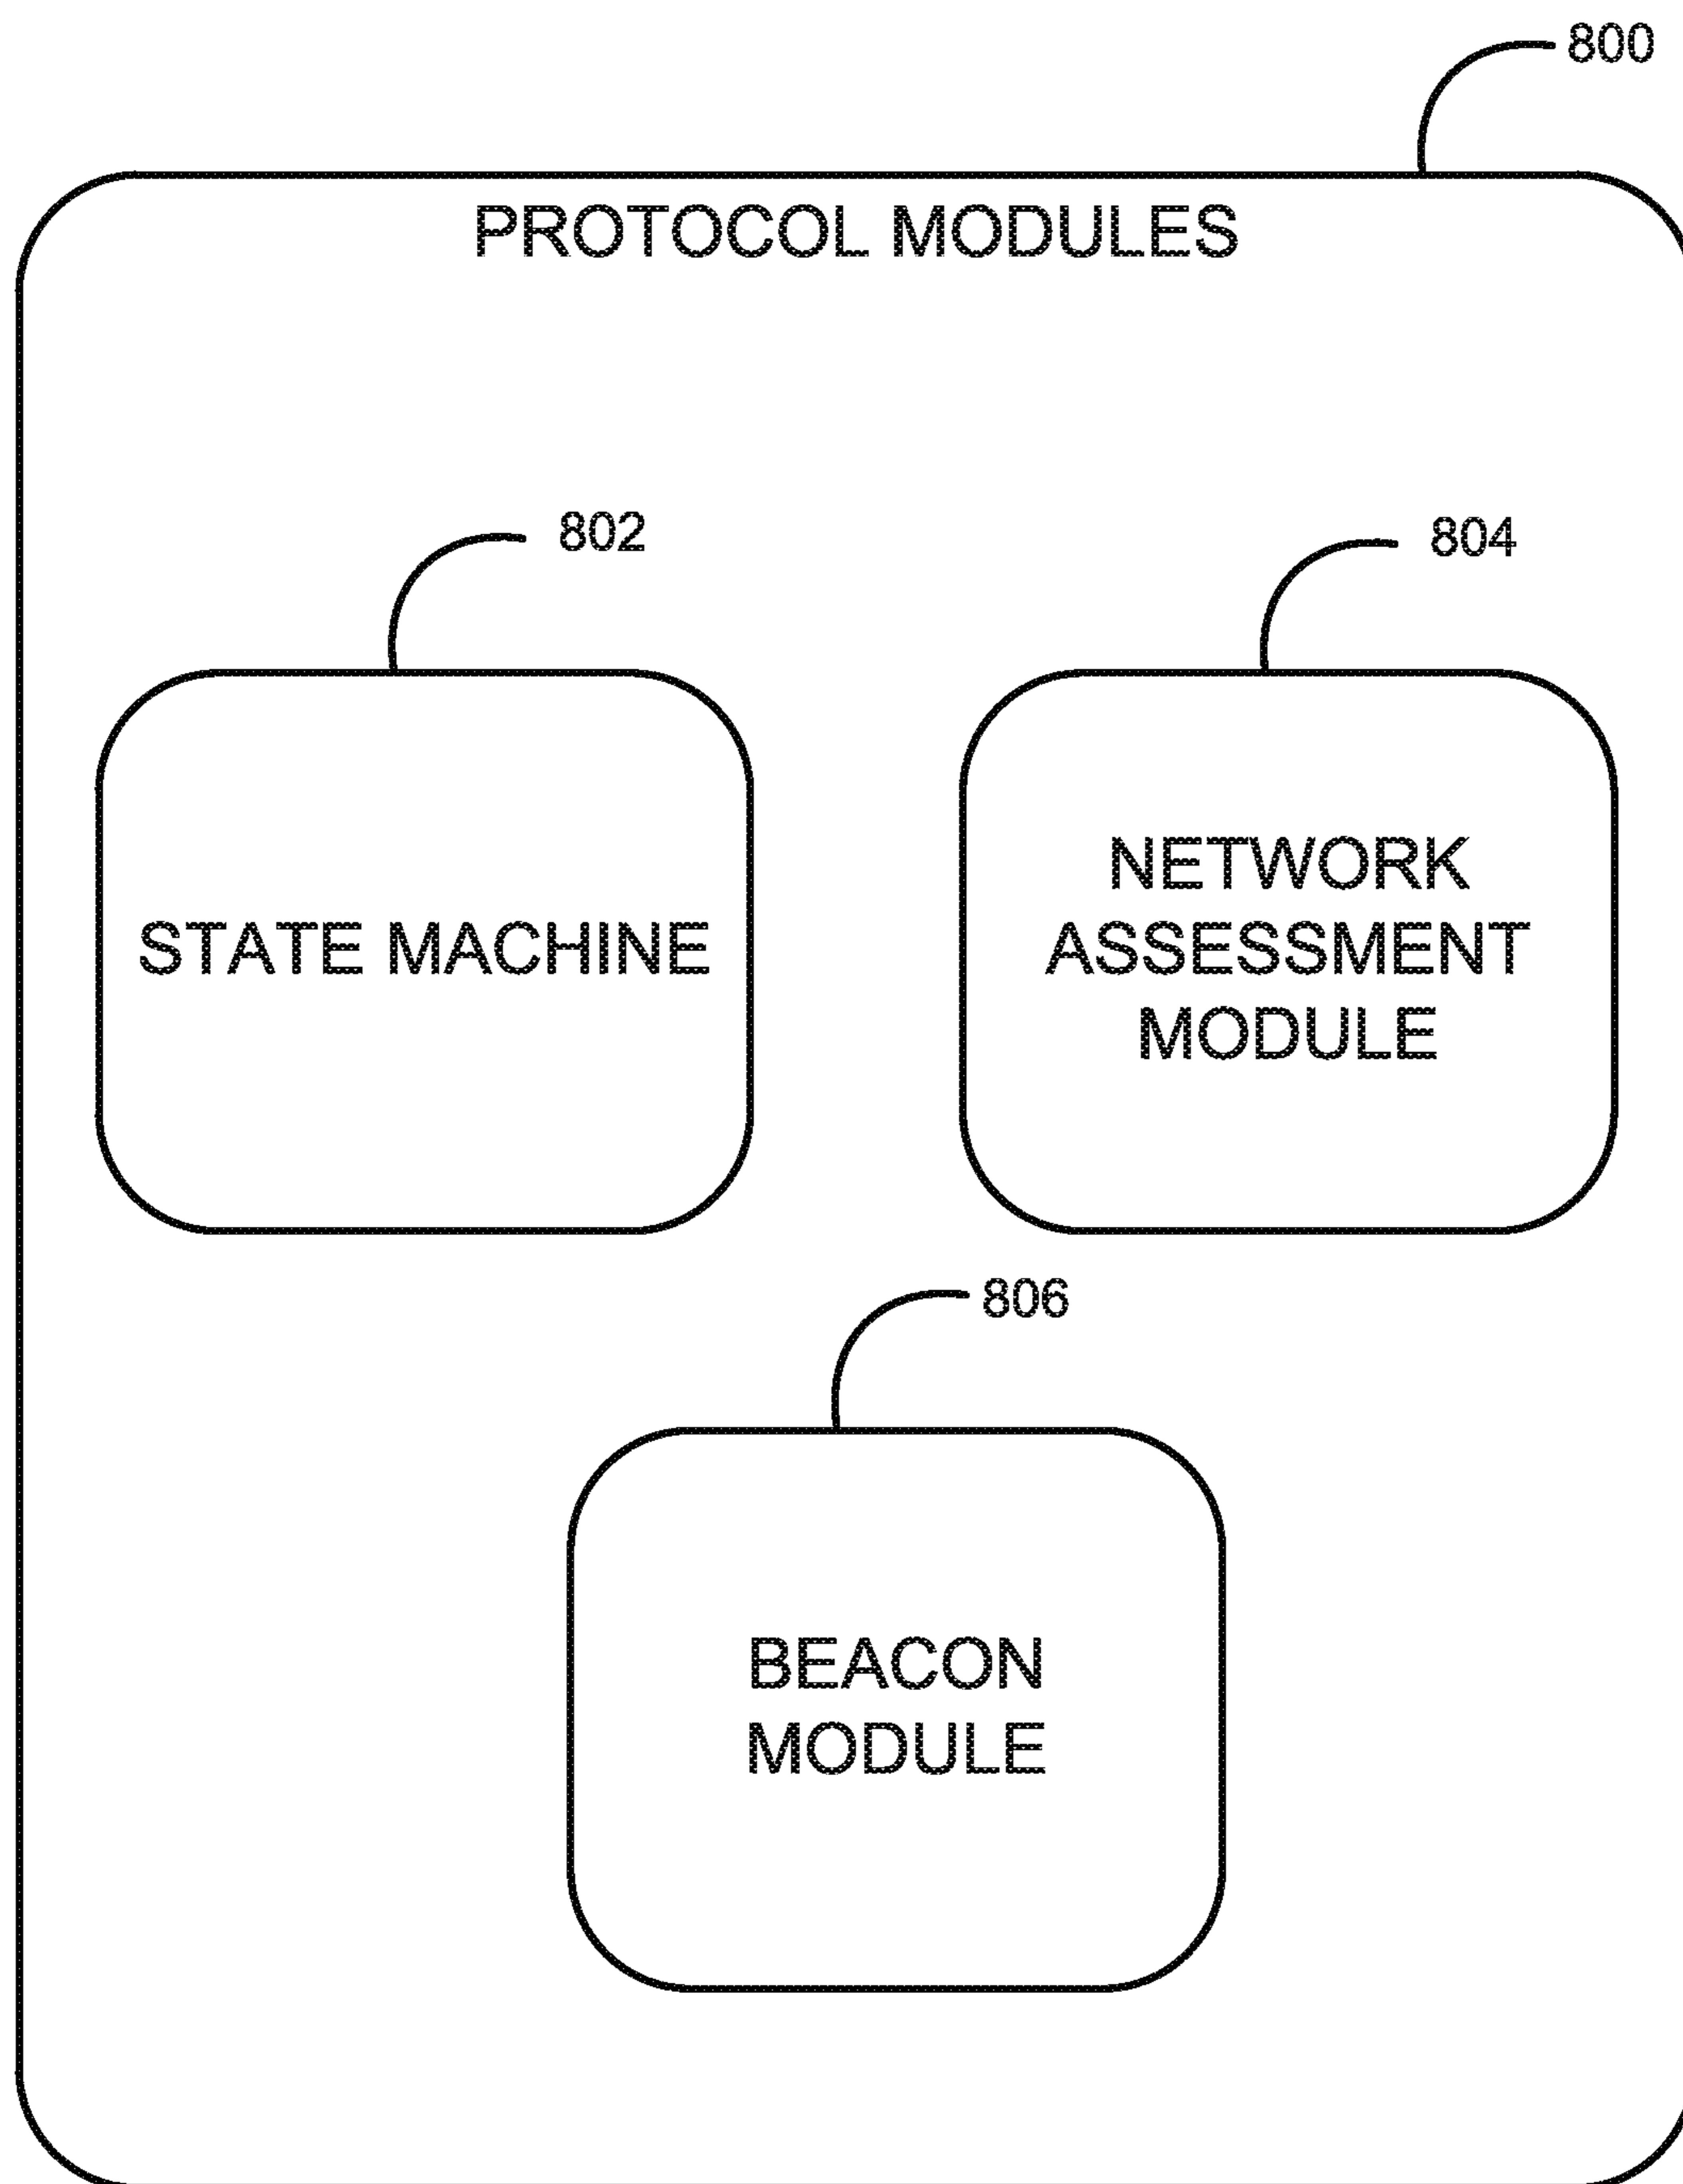 800
PROTOCOL MODULES
802
804
STATE MACHINE
NETWORK
ASSESSMENT
MODULE
806
BEACON
MODULE